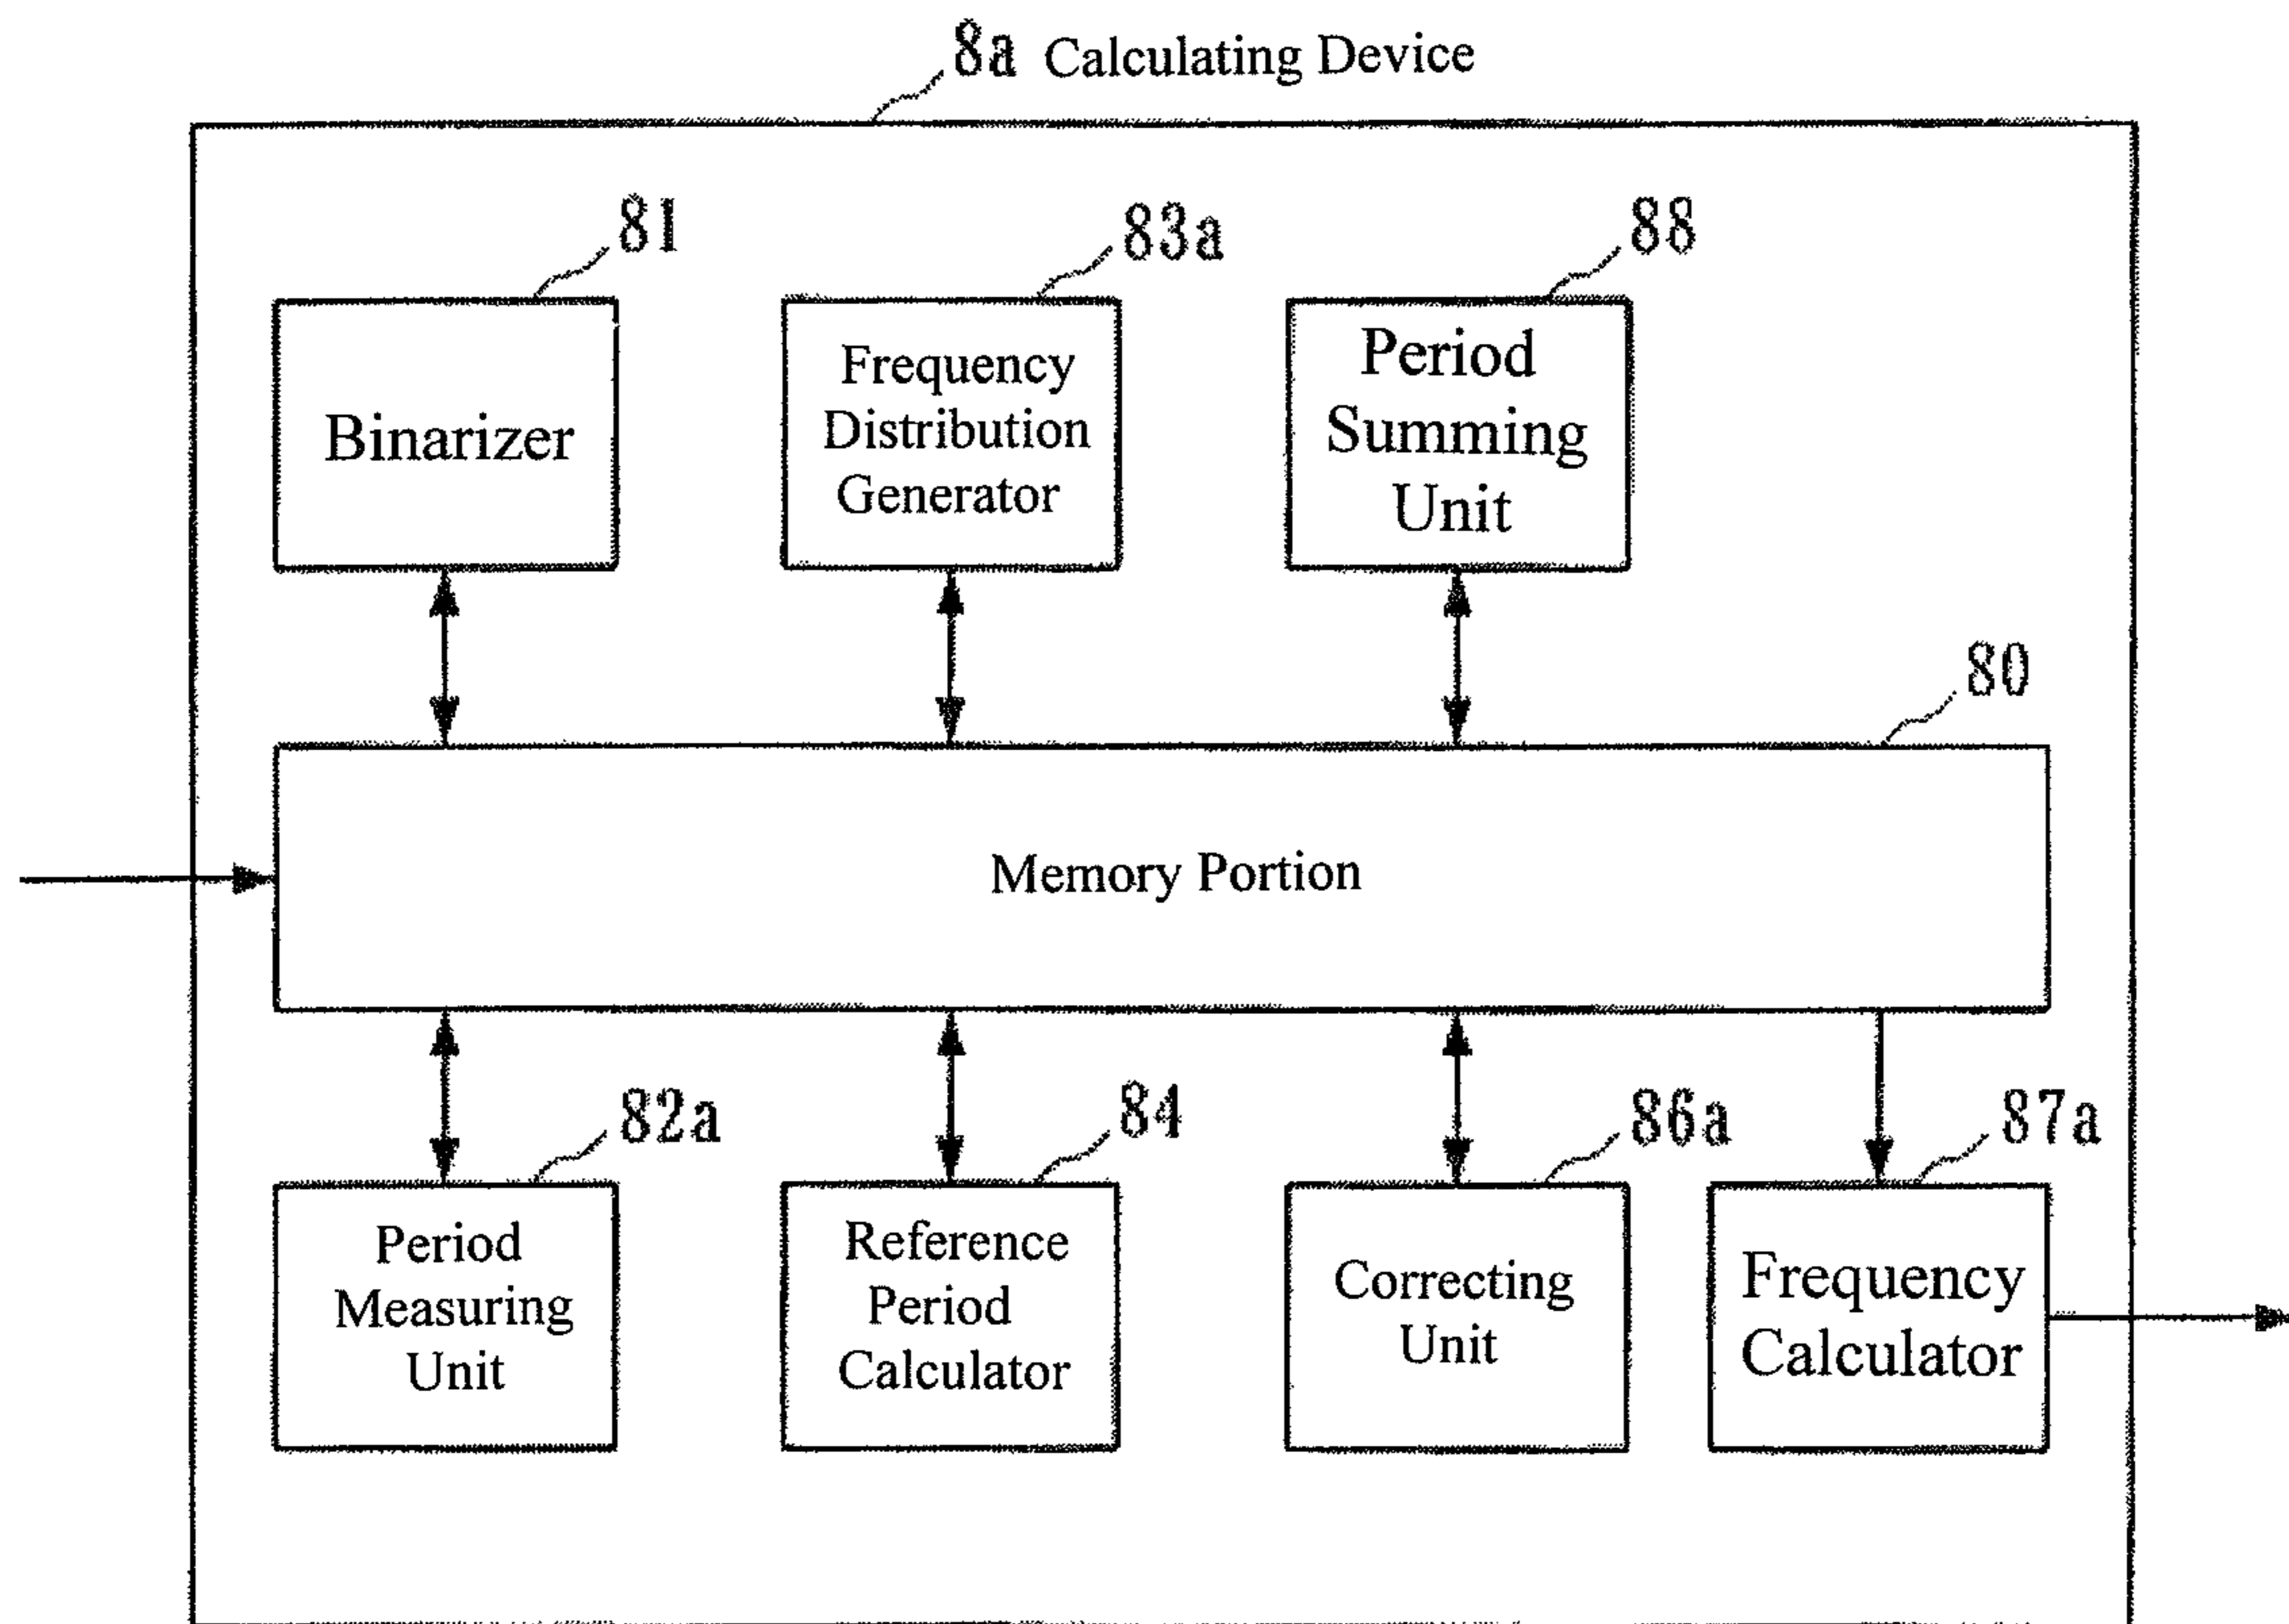 8a Calculating Device
81
83a
88
Binarizer
Frequency
Distribution
Generator
Period
Summing
Unit
80
Memory Portion
82a
84
86a
87a
Period
Measuring
Unit
Reference
Period
Calculator
Correcting
Unit
Frequency
Calculator